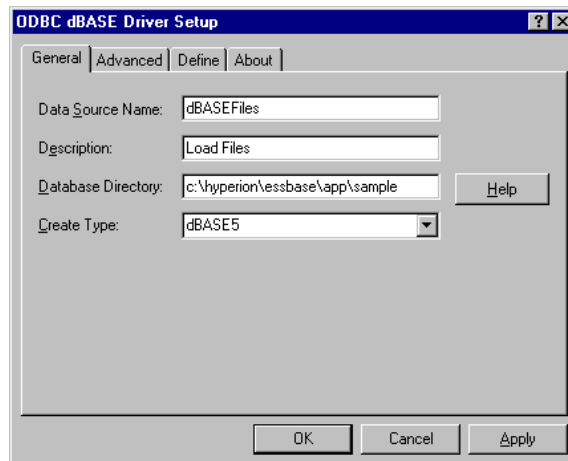 ODBC dBASE Driver Setup
General Advanced Define About
Data Source Name: dBASEFiles
Description: Load Files
Database Directory: c:\hyperion\essbase\app\sample
Help
Create Type: dBASE5
OK Cancel Apply